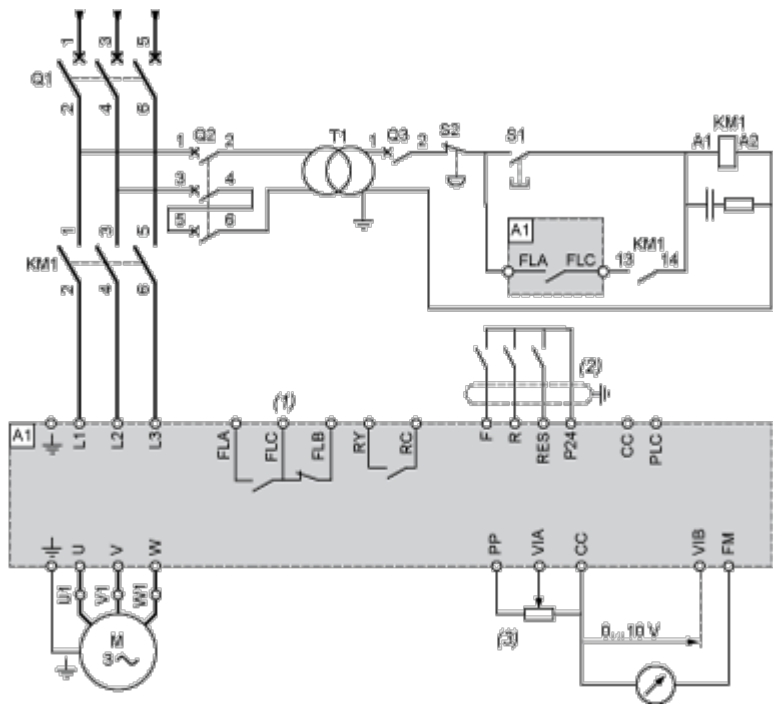 1 3 5
Q1
2 4 6
1 Q2 2
3 4
5 6
T1
1 Q3 2
S2
S1
KM1
A1 A2
A1
FLA FLC
KM1
13 14
1 3 5
KM1
2 4 6
(1)
(2)
A1
L1 L2 L3
FLA FLC FLB RY RC
F R RES P24 CC PLC
U V W
PP VIA CC VIB FM
U1 V1 W1
M
3
(3)
0 ... 10 V